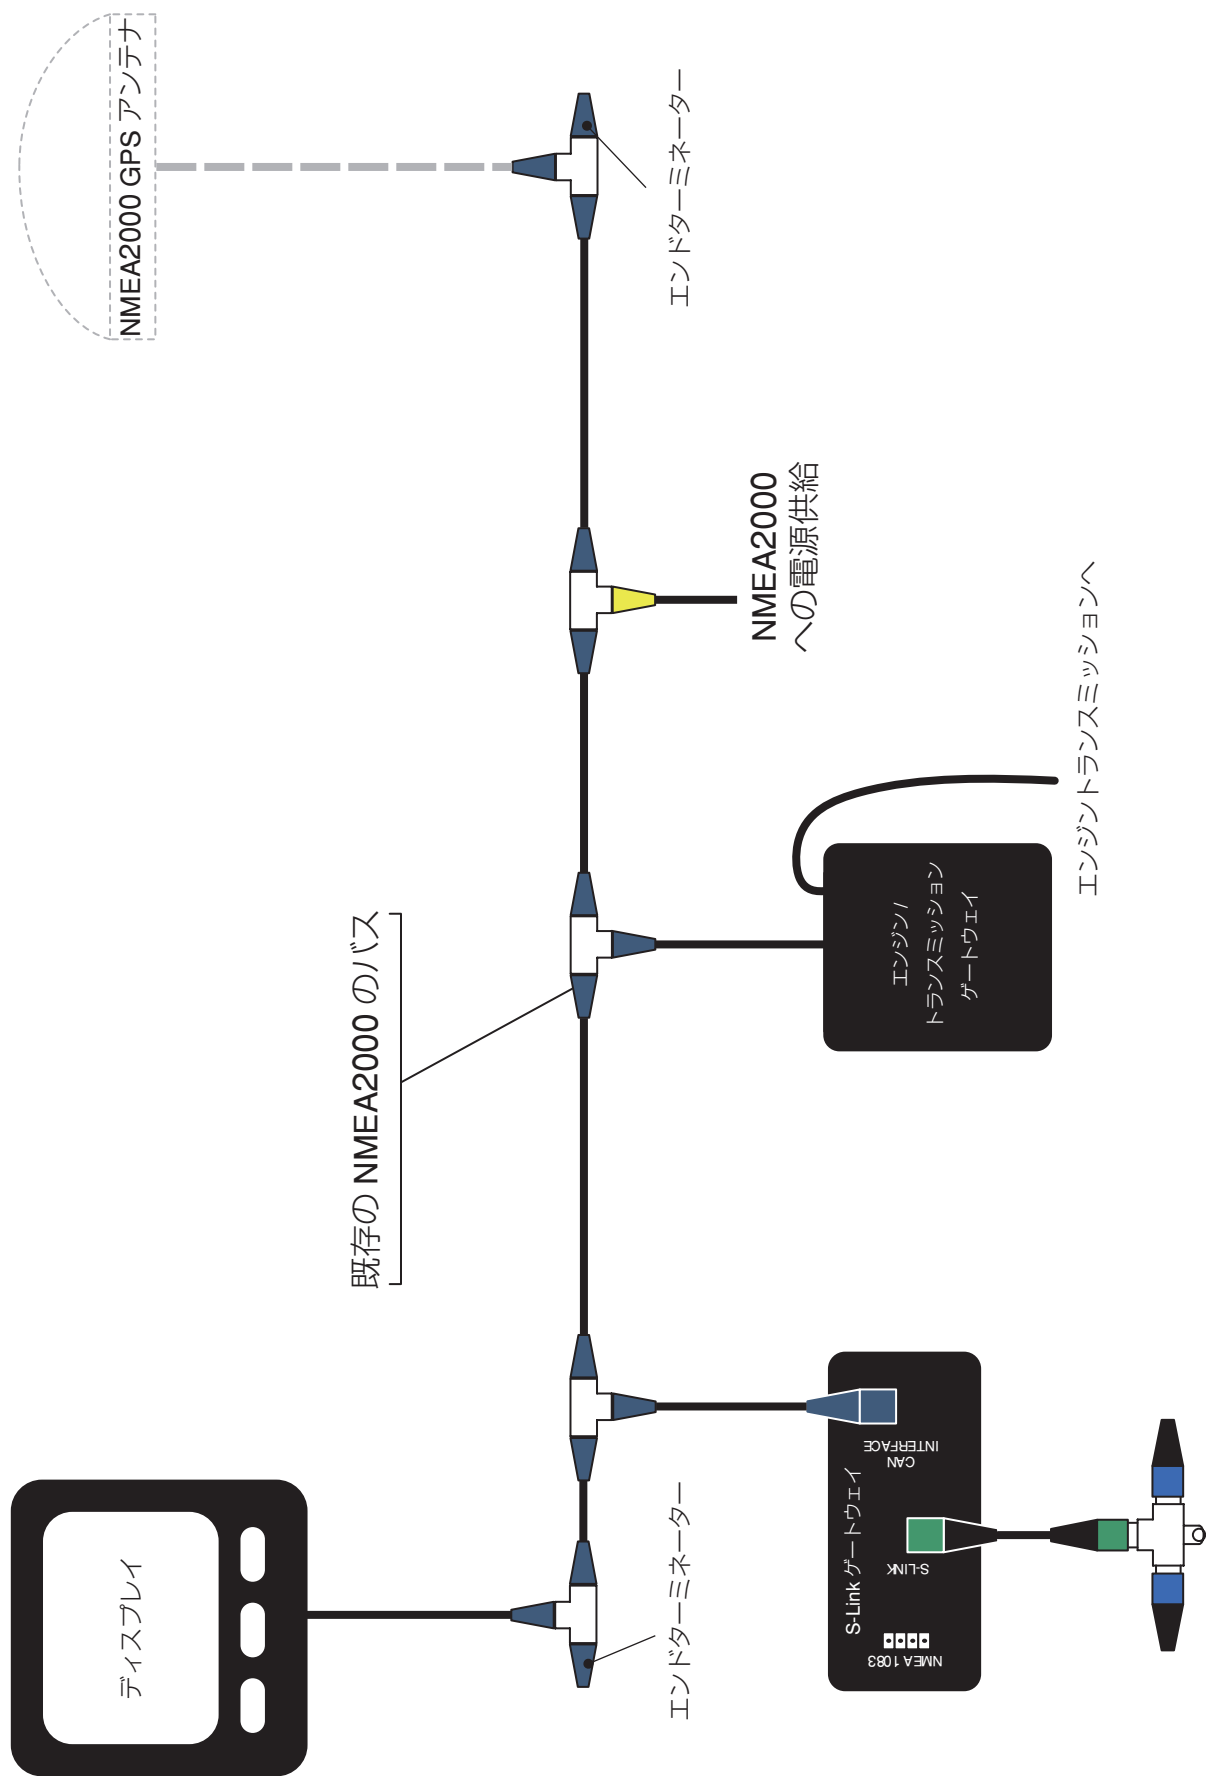 NMEA2000 GPS アンテナ
エンドターミネーター
既存の NMEA2000 のバス
NMEA2000
への電源供給
エンジントランスミッションへ
エンジン /
トランスミッション
ゲートウェイ
ディスプレイ
エンドターミネーター
S-Link ゲートウェイ
CAN
INTERFACE
S-LINK
NMEA 1083